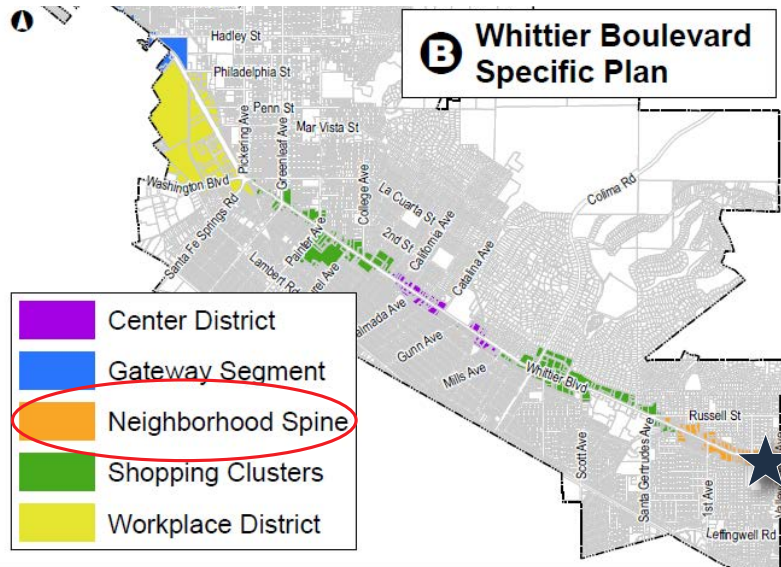 B
Whittier Boulevard
Specific Plan
Hadley St
Philadelphia St
Penn St
Mar Vista St
Pickering Ave
Greenleaf Ave
Washington Blvd
Santa Fe Springs Rd
College Ave
La Cuarta St
Colima Rd
Painter Ave
2nd St
California Ave
Catalina Ave
Lambert Rd
Gunn Ave
Mills Ave
Whittier Blvd
Scott Ave
Santa Gertrudes Ave
1st Ave
Russell St
Leffingwell Rd
Center District
Gateway Segment
Neighborhood Spine
Shopping Clusters
Workplace District